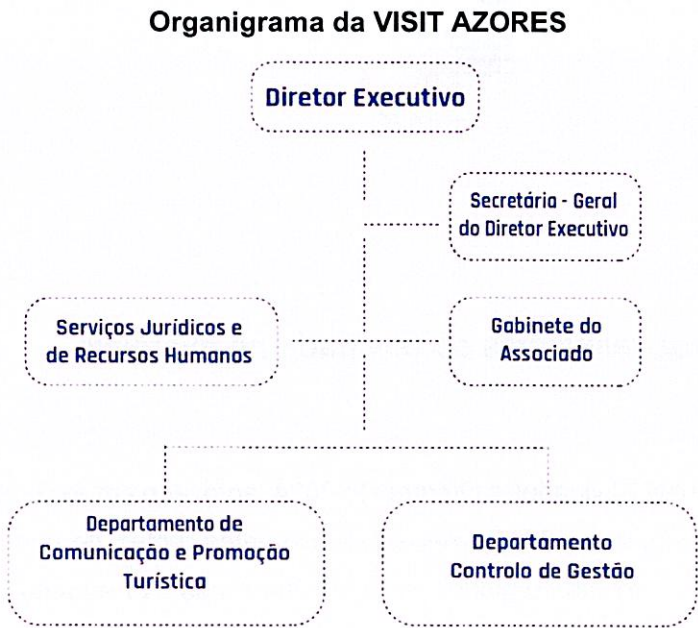 Organigrama da VISIT AZORES
Diretor Executivo
Secretária - Geral
do Diretor Executivo
Serviços Jurídicos e
de Recursos Humanos
Gabinete do
Associado
Departamento de
Comunicação e Promoção
Turística
Departamento
Controlo de Gestão